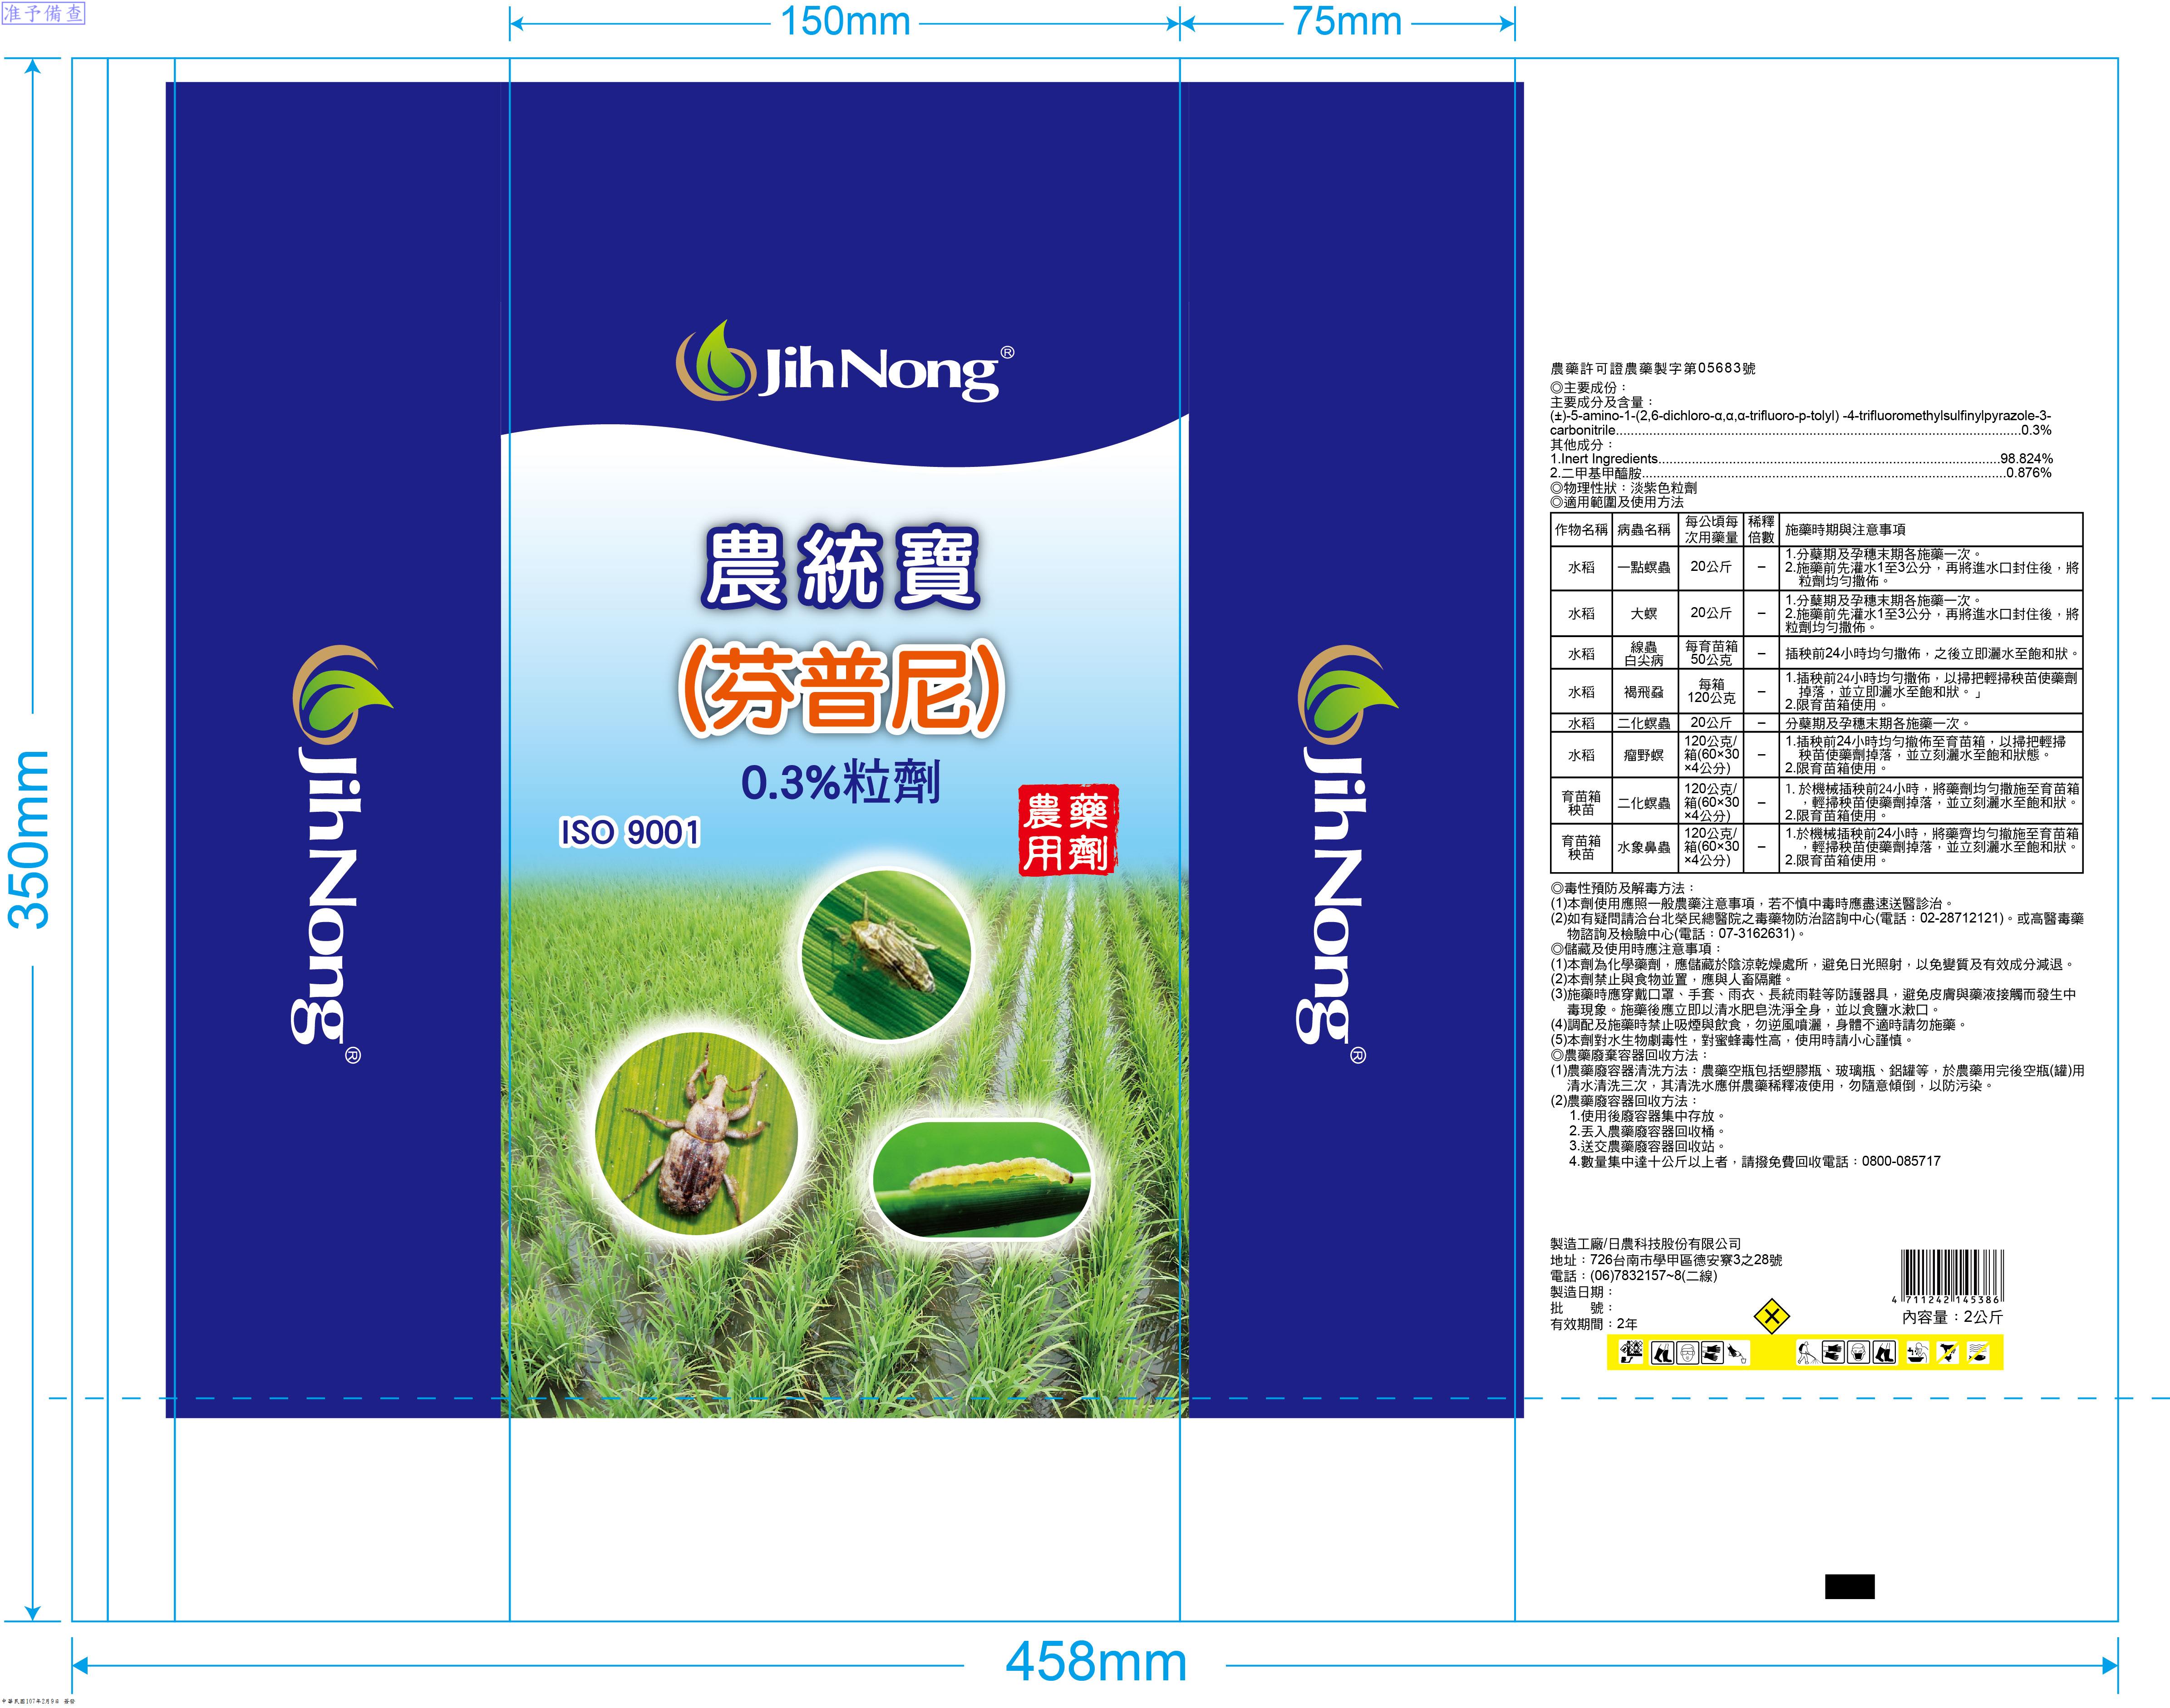 准予備查
150mm
75mm
350mm
458mm
JihNong®
JihNong®
農統寶
(芬普尼)
0.3%粒劑
ISO 9001
農藥
用劑
JihNong®
農藥許可證農藥製字第05683號
◎主要成份：
主要成分及含量：
(±)-5-amino-1-(2,6-dichloro-α,α,α-trifluoro-p-tolyl) -4-trifluoromethylsulfinylpyrazole-3-
carbonitrile..........0.3%
其他成分：
1.Inert Ingredients..........98.824%
2.二甲基甲醯胺..........0.876%
◎物理性狀：淡紫色粒劑
◎適用範圍及使用方法
作物名稱 病蟲名稱 每公頃每次用藥量 稀釋倍數 施藥時期與注意事項
水稻 一點螟蟲 20公斤 –
1.分蘗期及孕穗末期各施藥一次。
2.施藥前先灌水1至3公分，再將進水口封住後，將
粒劑均勻撒佈。
水稻 大螟 20公斤 –
1.分蘗期及孕穗末期各施藥一次。
2.施藥前先灌水1至3公分，再將進水口封住後，將
粒劑均勻撒佈。
水稻 線蟲白尖病 每育苗箱50公克 – 插秧前24小時均勻撒佈，之後立即灑水至飽和狀。
水稻 褐飛蝨 每箱120公克 –
1.插秧前24小時均勻撒佈，以掃把輕掃秧苗使藥劑
掉落，並立即灑水至飽和狀。」
2.限育苗箱使用。
水稻 二化螟蟲 20公斤 – 分蘗期及孕穗末期各施藥一次。
水稻 瘤野螟 120公克/箱(60×30×4公分) –
1.插秧前24小時均勻撒佈至育苗箱，以掃把輕掃
秧苗使藥劑掉落，並立刻灑水至飽和狀態。
2.限育苗箱使用。
育苗箱秧苗 二化螟蟲 120公克/箱(60×30×4公分) –
1. 於機械插秧前24小時，將藥劑均勻撒施至育苗箱
，輕掃秧苗使藥劑掉落，並立刻灑水至飽和狀。
2.限育苗箱使用。
育苗箱秧苗 水象鼻蟲 120公克/箱(60×30×4公分) –
1.於機械插秧前24小時，將藥齊均勻撒施至育苗箱
，輕掃秧苗使藥劑掉落，並立刻灑水至飽和狀。
2.限育苗箱使用。
◎毒性預防及解毒方法：
(1)本劑使用應照一般農藥注意事項，若不慎中毒時應盡速送醫診治。
(2)如有疑問請洽台北榮民總醫院之毒藥物防治諮詢中心(電話：02-28712121)。或高醫毒藥
物諮詢及檢驗中心(電話：07-3162631)。
◎儲藏及使用時應注意事項：
(1)本劑為化學藥劑，應儲藏於陰涼乾燥處所，避免日光照射，以免變質及有效成分減退。
(2)本劑禁止與食物並置，應與人畜隔離。
(3)施藥時應穿戴口罩、手套、雨衣、長統雨鞋等防護器具，避免皮膚與藥液接觸而發生中
毒現象。施藥後應立即以清水肥皂洗淨全身，並以食鹽水漱口。
(4)調配及施藥時禁止吸煙與飲食，勿逆風噴灑，身體不適時請勿施藥。
(5)本劑對水生物劇毒性，對蜜蜂毒性高，使用時請小心謹慎。
◎農藥廢棄容器回收方法：
(1)農藥廢容器清洗方法：農藥空瓶包括塑膠瓶、玻璃瓶、鋁罐等，於農藥用完後空瓶(罐)用
清水清洗三次，其清洗水應併農藥稀釋液使用，勿隨意傾倒，以防污染。
(2)農藥廢容器回收方法：
1.使用後廢容器集中存放。
2.丟入農藥廢容器回收桶。
3.送交農藥廢容器回收站。
4.數量集中達十公斤以上者，請撥免費回收電話：0800-085717
製造工廠/日農科技股份有限公司
地址：726台南市學甲區德安寮3之28號
電話：(06)7832157~8(二線)
製造日期：
批　　號：
有效期間：2年
4 711242 145386
內容量：2公斤
JihNong®
中華民國107年2月9日 簽發